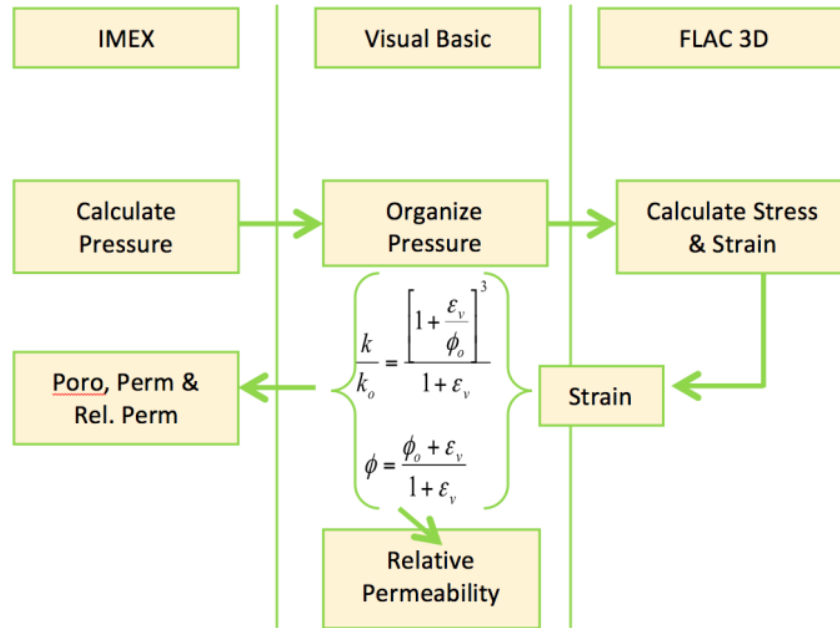 IMEX
Visual Basic
FLAC 3D
Calculate
Pressure
Organize
Pressure
Calculate Stress
& Strain
k/k_o = [1 + ε_v/φ_o]^3 / 1 + ε_v
φ = φ_o + ε_v / 1 + ε_v
Poro, Perm &
Rel. Perm
Strain
Relative
Permeability